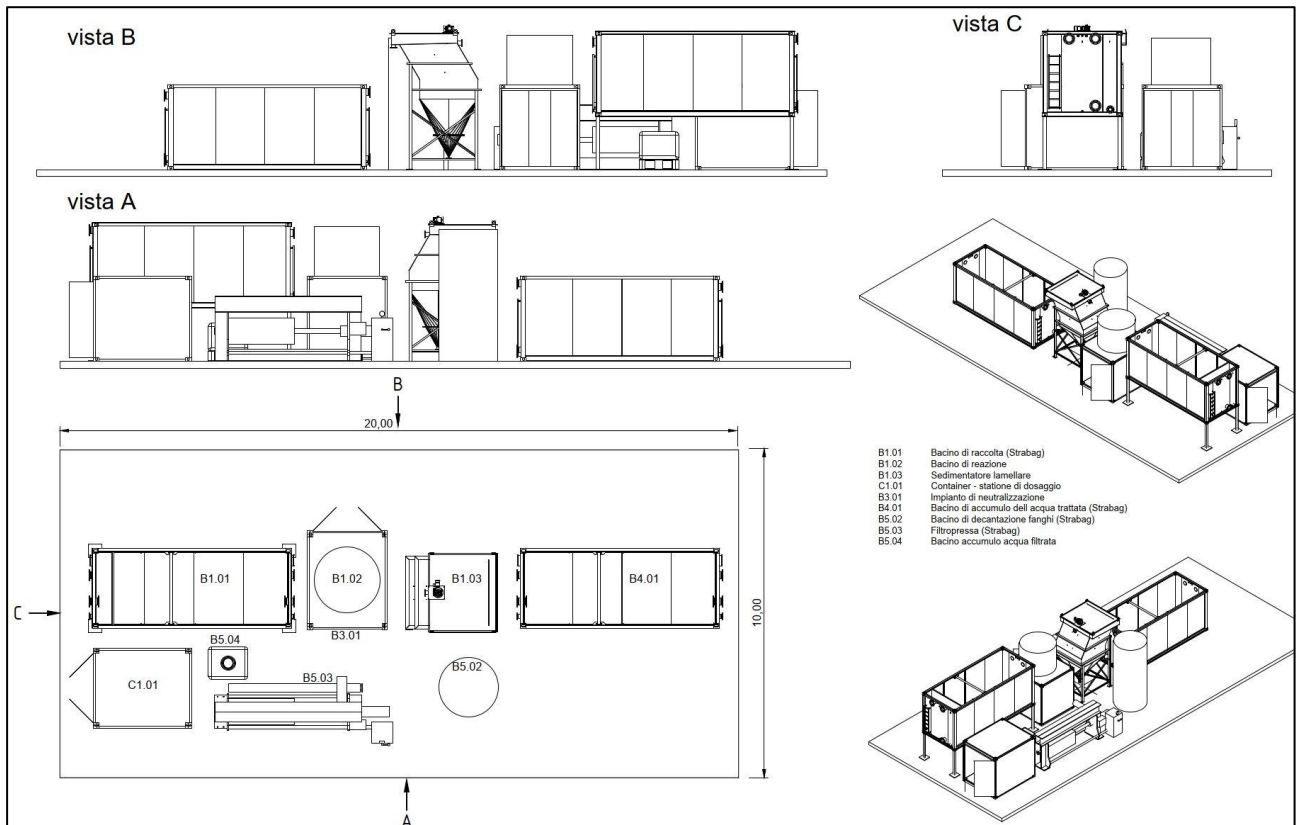 vista B
vista C
vista A
B
20,00
B1.01 Bacino di raccolta (Strabag)
B1.02 Bacino di reazione
B1.03 Sedimentatore lamellare
C1.01 Container - statione di dosaggio
B3.01 Impianto di neutralizzazione
B4.01 Bacino di accumulo dell acqua trattata (Strabag)
B5.02 Bacino di decantazione fanghi (Strabag)
B5.03 Filtropressa (Strabag)
B5.04 Bacino accumulo acqua filtrata
B1.01
B1.02
B1.03
B4.01
C
10,00
B3.01
B5.04
B5.02
B5.03
C1.01
A